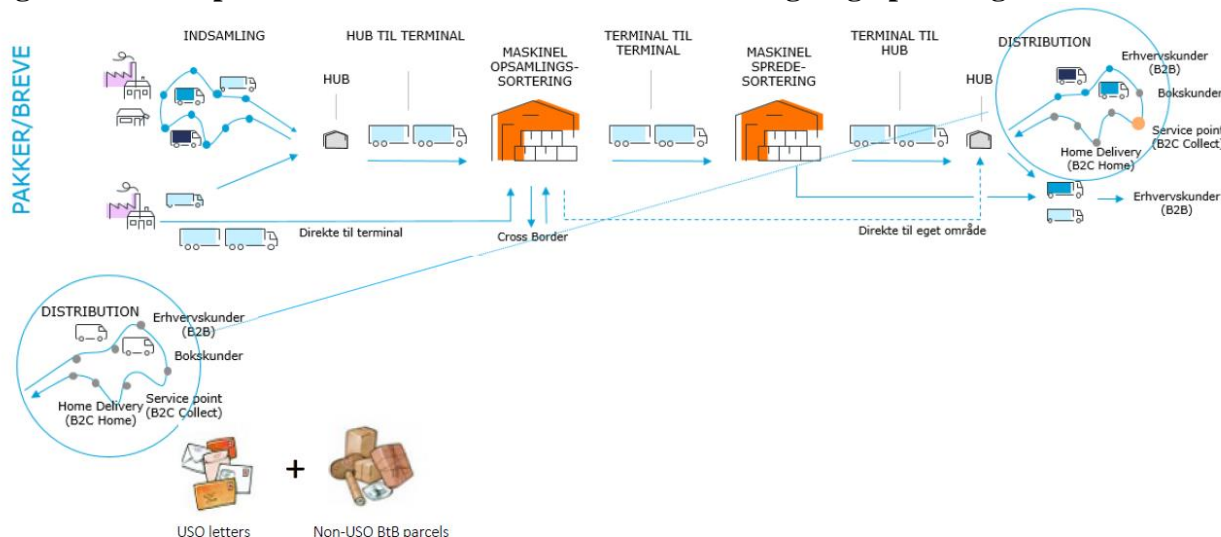 PAKKER/BREVE
INDSAMLING
HUB TIL TERMINAL
TERMINAL TIL
TERMINAL
TERMINAL TIL
HUB
DISTRIBUTION
HUB
MASKINEL
OPSAMLINGS-
SORTERING
MASKINEL
SPREDE-
SORTERING
HUB
Erhvervskunder
(B2B)
Bokskunder
Service point
(B2C Collect)
Home Delivery
(B2C Home)
Erhvervskunder
(B2B)
Direkte til terminal
Cross Border
Direkte til eget område
DISTRIBUTION
Erhvervskunder
(B2B)
Bokskunder
Service point
(B2C Collect)
Home Delivery
(B2C Home)
+
USO letters
Non-USO BtB parcels